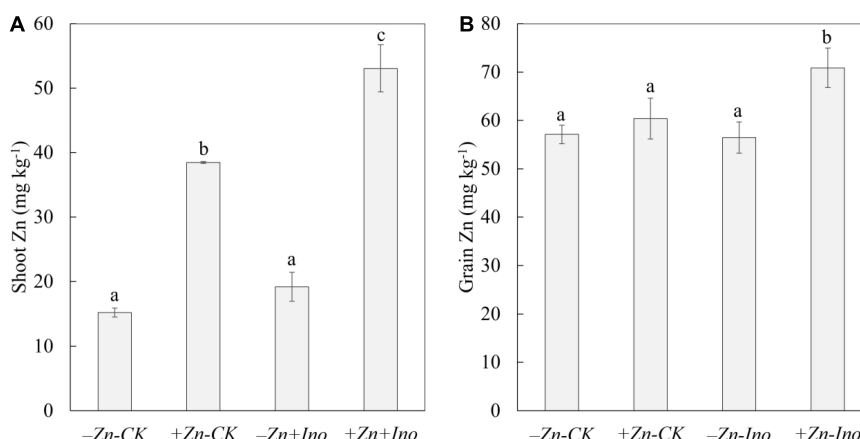 A
Shoot Zn (mg kg⁻¹)
60
50
40
30
20
10
0
a
b
a
c
–Zn-CK +Zn-CK –Zn+Ino +Zn+Ino
B
Grain Zn (mg kg⁻¹)
80
70
60
50
40
30
20
10
0
a
a
a
b
–Zn-CK +Zn-CK –Zn-Ino +Zn-Ino